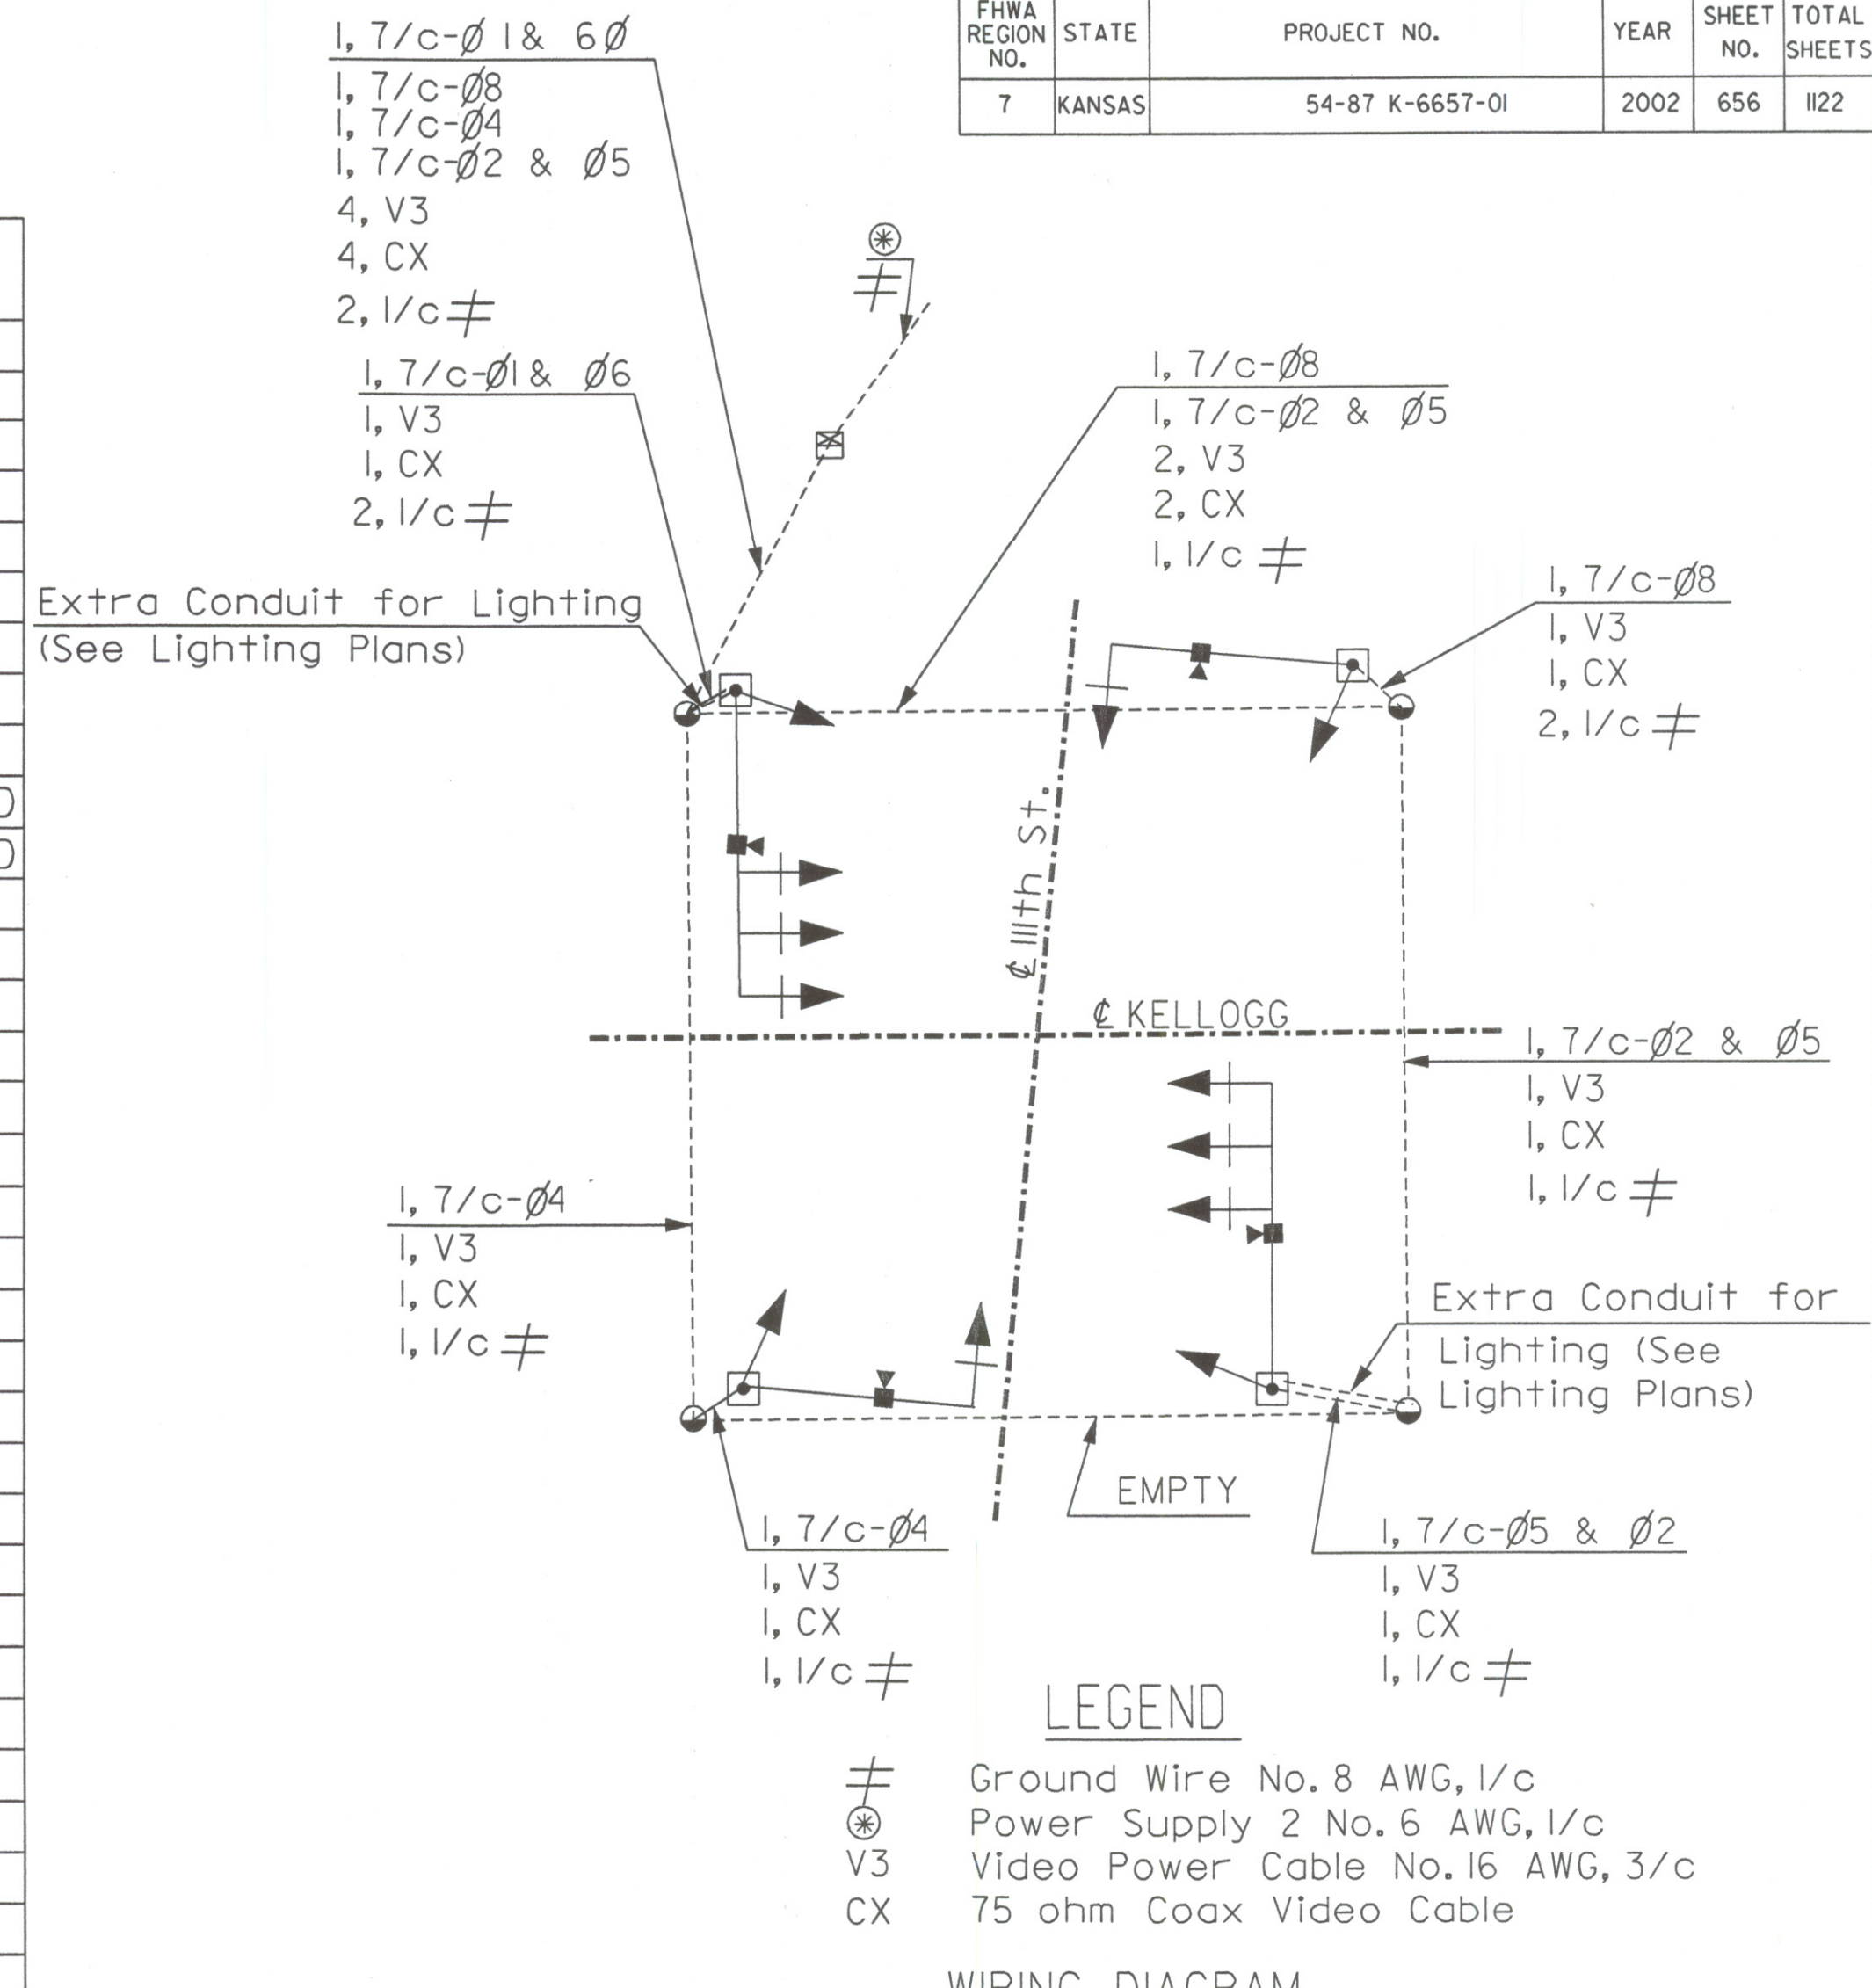 FHWA REGION NO. STATE PROJECT NO. YEAR SHEET NO. TOTAL SHEETS
7 KANSAS 54-87 K-6657-01 2002 656 1122
1, 7/c-Ø 1 & 6Ø
1, 7/c-Ø8
1, 7/c-Ø4
1, 7/c-Ø2 & Ø5
4, V3
4, CX
2, 1/c ≠
⊛
≠
1, 7/c-Ø1 & Ø6
1, V3
1, CX
2, 1/c ≠
1, 7/c-Ø8
1, 7/c-Ø2 & Ø5
2, V3
2, CX
1, 1/c ≠
Extra Conduit for Lighting
(See Lighting Plans)
1, 7/c-Ø8
1, V3
1, CX
2, 1/c ≠
℄ 111th St.
℄ KELLOGG
1, 7/c-Ø2 & Ø5
1, V3
1, CX
1, 1/c ≠
1, 7/c-Ø4
1, V3
1, CX
1, 1/c ≠
Extra Conduit for
Lighting (See
Lighting Plans)
EMPTY
1, 7/c-Ø4
1, V3
1, CX
1, 1/c ≠
1, 7/c-Ø5 & Ø2
1, V3
1, CX
1, 1/c ≠
LEGEND
≠ Ground Wire No. 8 AWG, 1/c
⊛ Power Supply 2 No. 6 AWG, 1/c
V3 Video Power Cable No. 16 AWG, 3/c
CX 75 ohm Coax Video Cable
WIRING DIAGRAM